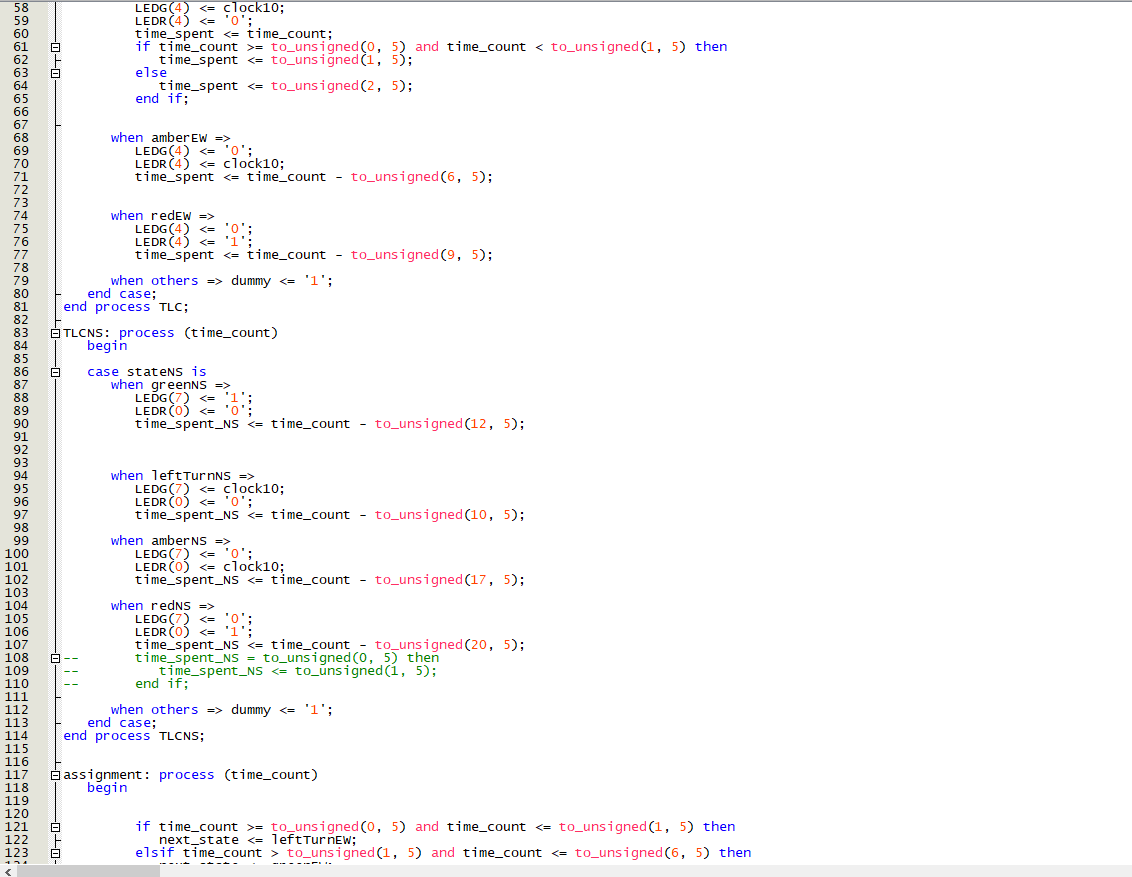 58 LEDG(4) <= clock10;
59 LEDR(4) <= '0';
60 time_spent <= time_count;
61 if time_count >= to_unsigned(0, 5) and time_count < to_unsigned(1, 5) then
62 time_spent <= to_unsigned(1, 5);
63 else
64 time_spent <= to_unsigned(2, 5);
65 end if;
66
67
68 when amberEW =>
69 LEDG(4) <= '0';
70 LEDR(4) <= clock10;
71 time_spent <= time_count - to_unsigned(6, 5);
72
73
74 when redEW =>
75 LEDG(4) <= '0';
76 LEDR(4) <= '1';
77 time_spent <= time_count - to_unsigned(9, 5);
78
79 when others => dummy <= '1';
80 end case;
81 end process TLC;
82
83 TLCNS: process (time_count)
84 begin
85
86 case stateNS is
87 when greenNS =>
88 LEDG(7) <= '1';
89 LEDR(0) <= '0';
90 time_spent_NS <= time_count - to_unsigned(12, 5);
91
92
93
94 when leftTurnNS =>
95 LEDG(7) <= clock10;
96 LEDR(0) <= '0';
97 time_spent_NS <= time_count - to_unsigned(10, 5);
98
99 when amberNS =>
100 LEDG(7) <= '0';
101 LEDR(0) <= clock10;
102 time_spent_NS <= time_count - to_unsigned(17, 5);
103
104 when redNS =>
105 LEDG(7) <= '0';
106 LEDR(0) <= '1';
107 time_spent_NS <= time_count - to_unsigned(20, 5);
108 -- time_spent_NS = to_unsigned(0, 5) then
109 -- time_spent_NS <= to_unsigned(1, 5);
110 -- end if;
111
112 when others => dummy <= '1';
113 end case;
114 end process TLCNS;
115
116
117 assignment: process (time_count)
118 begin
119
120
121 if time_count >= to_unsigned(0, 5) and time_count <= to_unsigned(1, 5) then
122 next_state <= leftTurnEW;
123 elsif time_count > to_unsigned(1, 5) and time_count <= to_unsigned(6, 5) then